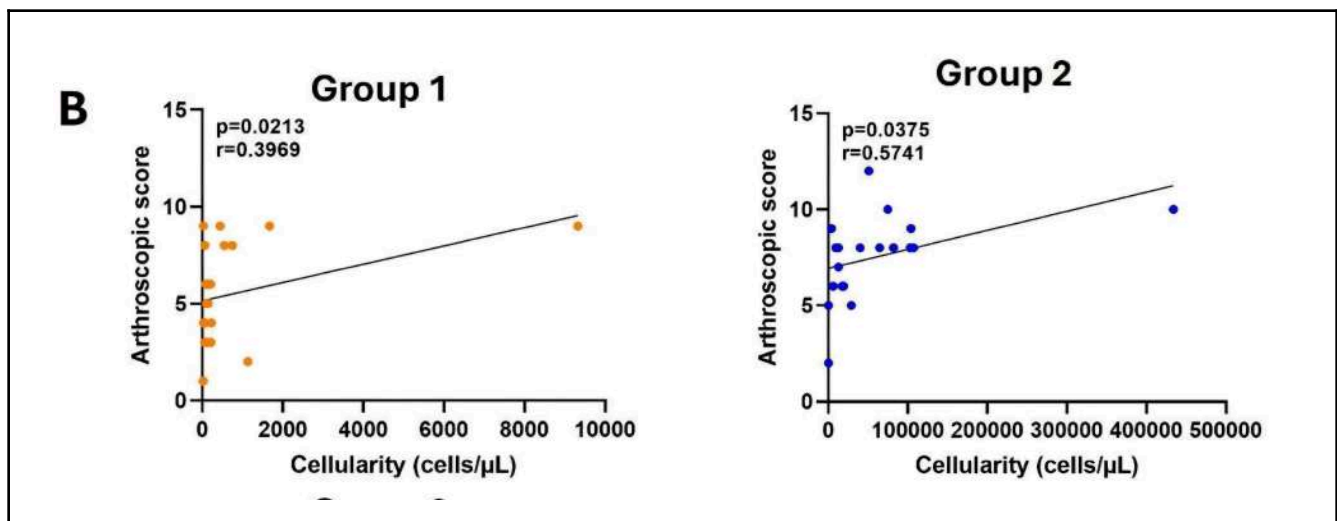 B
Group 1
p=0.0213
r=0.3969
Arthroscopic score
15
10
5
0
0 2000 4000 6000 8000 10000
Cellularity (cells/µL)
Group 2
p=0.0375
r=0.5741
Arthroscopic score
15
10
5
0
0 100000 200000 300000 400000 500000
Cellularity (cells/µL)